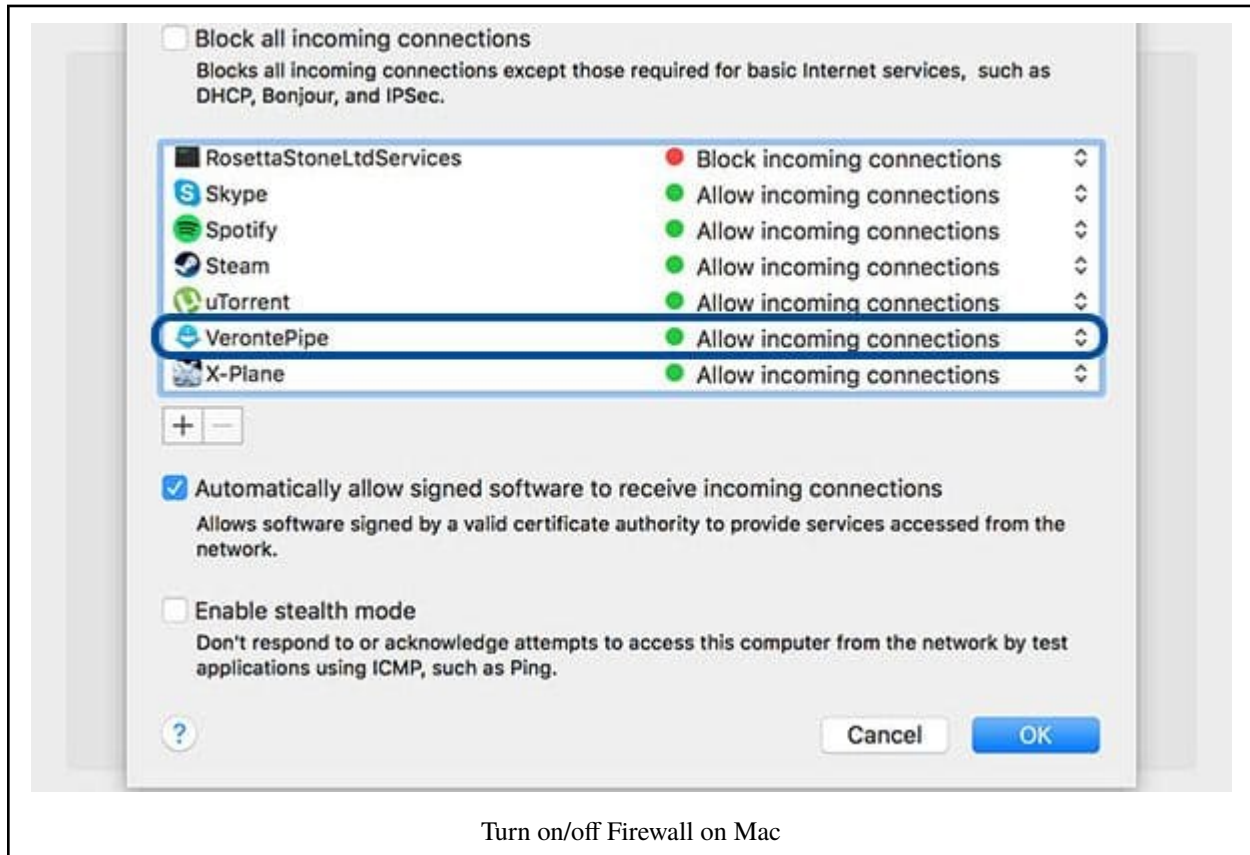 Block all incoming connections
Blocks all incoming connections except those required for basic Internet services, such as
DHCP, Bonjour, and IPSec.
RosettaStoneLtdServices Block incoming connections
Skype Allow incoming connections
Spotify Allow incoming connections
Steam Allow incoming connections
uTorrent Allow incoming connections
VerontePipe Allow incoming connections
X-Plane Allow incoming connections
+ −
Automatically allow signed software to receive incoming connections
Allows software signed by a valid certificate authority to provide services accessed from the
network.
Enable stealth mode
Don't respond to or acknowledge attempts to access this computer from the network by test
applications using ICMP, such as Ping.
? Cancel OK
Turn on/off Firewall on Mac